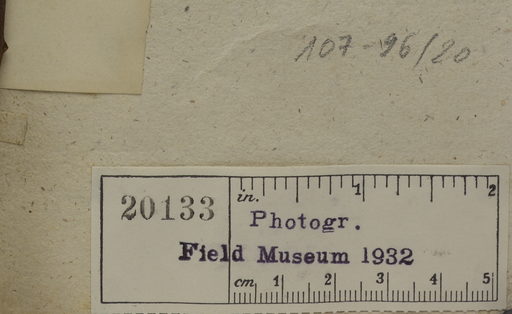 107-96/20
in. 1 2
20133
Photogr.
Field Museum 1932
cm 1 2 3 4 5